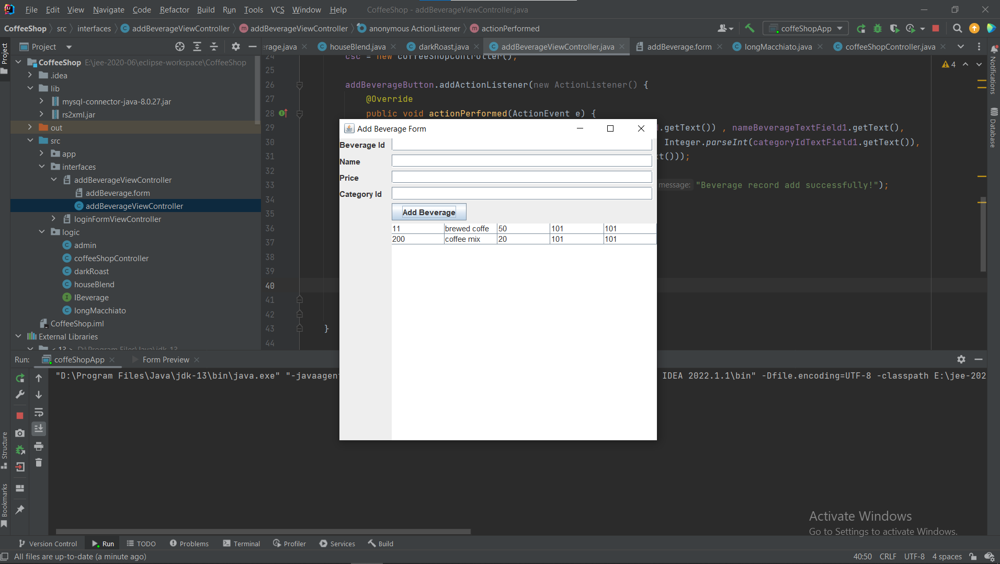 File Edit View Navigate Code Refactor Build Run Tools VCS Window Help CoffeeShop - addBeverageViewController.java
CoffeeShop src interfaces addBeverageViewController addBeverageViewController anonymous ActionListener actionPerformed coffeShopApp
Project erage.java houseBlend.java darkRoast.java addBeverageViewController.java addBeverage.form longMacchiato.java coffeeShopController.java
Project
Notifications
Database
Structure
Bookmarks
CoffeeShop E:\jee-2020-06\eclipse-workspace\CoffeeShop
.idea
lib
mysql-connector-java-8.0.27.jar
rs2xml.jar
out
src
app
interfaces
addBeverageViewController
addBeverage.form
addBeverageViewController
loginFormViewController
logic
admin
coffeeShopController
darkRoast
houseBlend
IBeverage
longMacchiato
CoffeeShop.iml
External Libraries
< 13 > D:\Program Files\Java\jdk-13
4
24 csc = new coffeeShopController();
25
26 addBeverageButton.addActionListener(new ActionListener() {
27 @Override
28 public void actionPerformed(ActionEvent e) {
29 .getText()) , nameBeverageTextField1.getText(),
30 Integer.parseInt(categoryIdTextField1.getText()),
31 t()));
32
33 message: "Beverage record add successfully!");
34
35
36
37
38
39
40
41
42
43 }
44
Add Beverage Form
Beverage Id
Name
Price
Category Id
Add Beverage
11 brewed coffe 50 101 101
200 coffee mix 20 101 101
Run: coffeShopApp Form Preview
"D:\Program Files\Java\jdk-13\bin\java.exe" "-javaagent IDEA 2022.1.1\bin" -Dfile.encoding=UTF-8 -classpath E:\jee-202
Activate Windows
Go to Settings to activate Windows.
Version Control Run TODO Problems Terminal Profiler Services Build
All files are up-to-date (a minute ago) 40:50 CRLF UTF-8 4 spaces